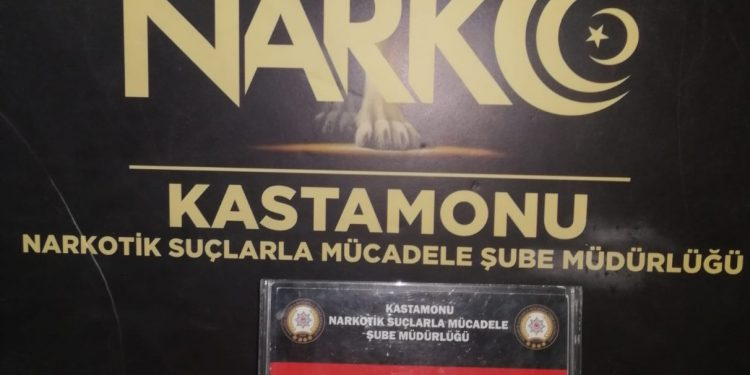 NARKO
KASTAMONU
NARKOTİK SUÇLARLA MÜCADELE ŞUBE MÜDÜRLÜĞÜ
KASTAMONU
NARKOTİK SUÇLARLA MÜCADELE
ŞUBE MÜDÜRLÜĞÜ